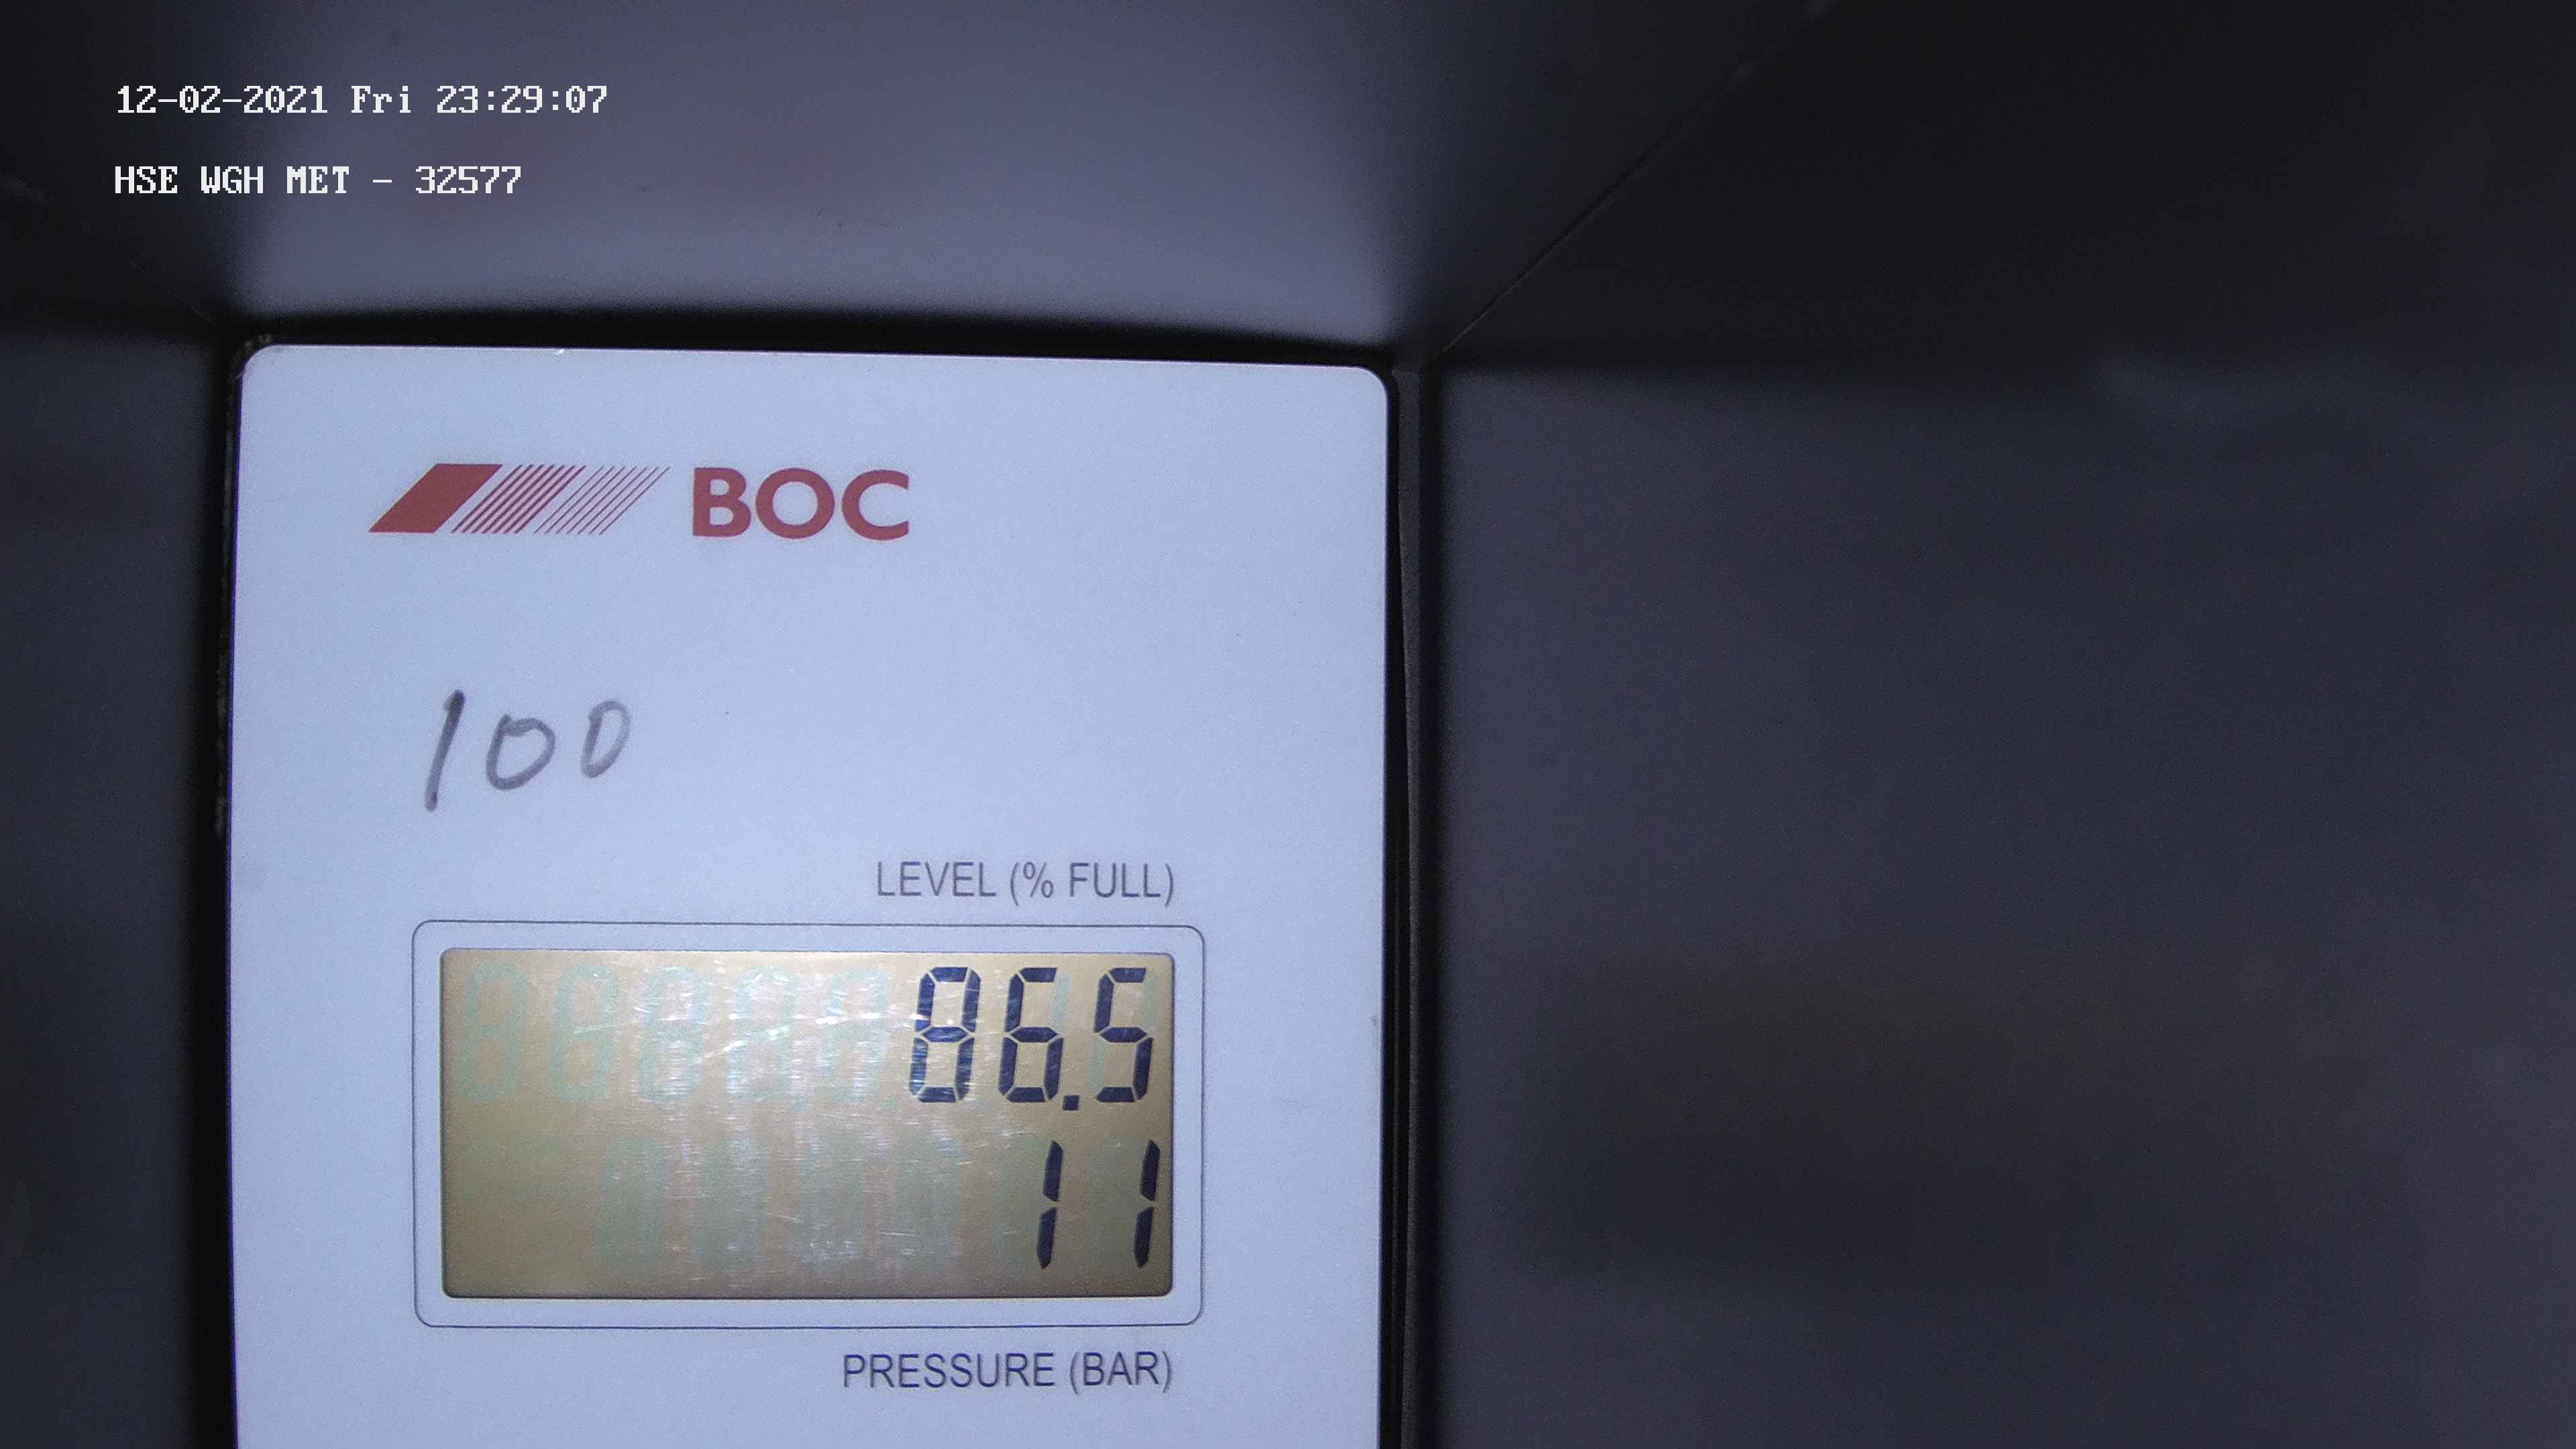 12-02-2021 Fri 23:29:07
HSE WGH MET - 32577
BOC
100
LEVEL (% FULL)
86.5
11
PRESSURE (BAR)